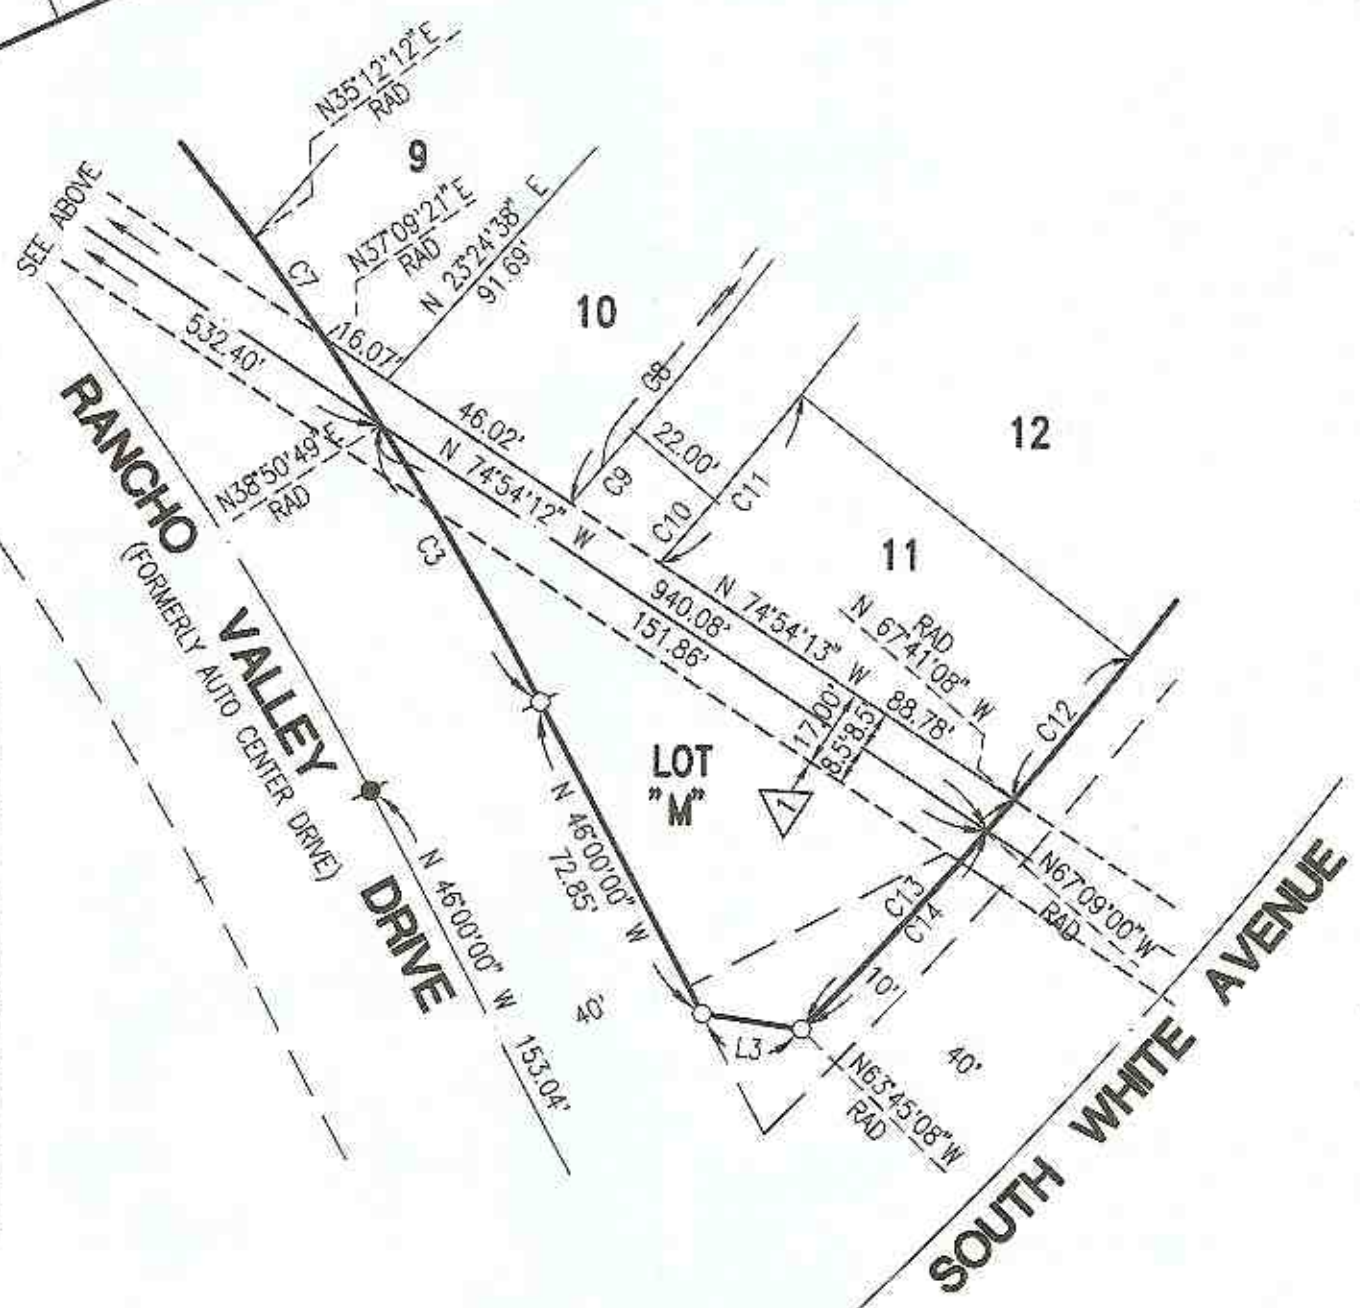 N35°12'12"E
RAD
9
SEE ABOVE
N37°09'21"E
RAD
N 23°24'38" E
91.69'
C7
10
532.40'
16.07'
46.02'
C8
22.00'
C9
12
N38°50'49"E
RAD
N 74°54'12" W
C10
C11
11
C3
940.08'
151.86'
N 74°54'13" W
88.78'
RAD
N 67°41'08" W
17.00'
8.5'
8.5'
C12
RANCHO VALLEY DRIVE
(FORMERLY AUTO CENTER DRIVE)
LOT
"M"
1
N 46°00'00" W
72.85'
N 46°00'00" W 153.04'
40'
C13
C14
N67°09'00"W
RAD
10'
L3
40'
N63°45'08"W
RAD
SOUTH WHITE AVENUE